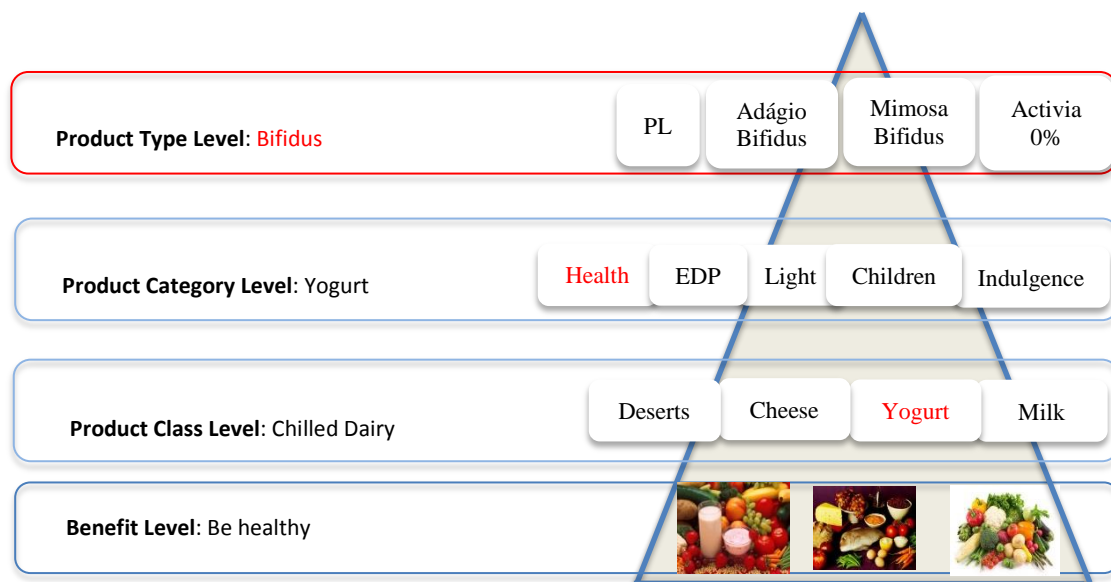 Product Type Level: Bifidus
PL
Adágio
Bifidus
Mimosa
Bifidus
Activia
0%
Product Category Level: Yogurt
Health
EDP
Light
Children
Indulgence
Product Class Level: Chilled Dairy
Deserts
Cheese
Yogurt
Milk
Benefit Level: Be healthy